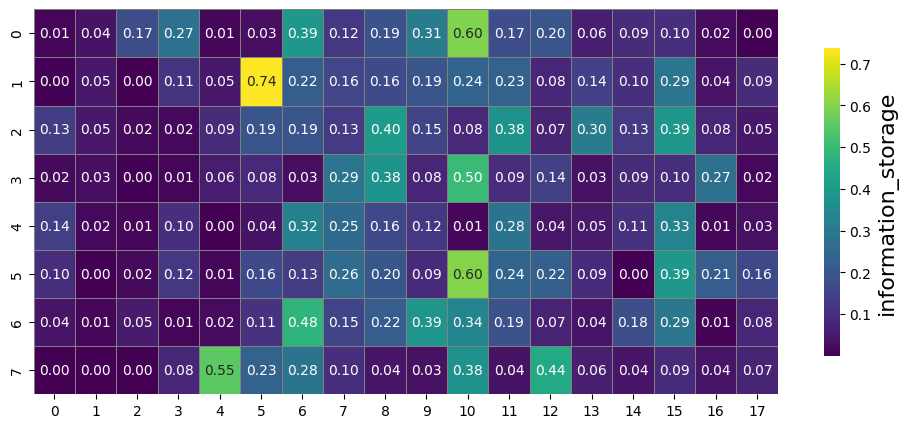 0 0.01 0.04 0.17 0.27 0.01 0.03 0.39 0.12 0.19 0.31 0.60 0.17 0.20 0.06 0.09 0.10 0.02 0.00
1 0.00 0.05 0.00 0.11 0.05 0.74 0.22 0.16 0.16 0.19 0.24 0.23 0.08 0.14 0.10 0.29 0.04 0.09
2 0.13 0.05 0.02 0.02 0.09 0.19 0.19 0.13 0.40 0.15 0.08 0.38 0.07 0.30 0.13 0.39 0.08 0.05
3 0.02 0.03 0.00 0.01 0.06 0.08 0.03 0.29 0.38 0.08 0.50 0.09 0.14 0.03 0.09 0.10 0.27 0.02
4 0.14 0.02 0.01 0.10 0.00 0.04 0.32 0.25 0.16 0.12 0.01 0.28 0.04 0.05 0.11 0.33 0.01 0.03
5 0.10 0.00 0.02 0.12 0.01 0.16 0.13 0.26 0.20 0.09 0.60 0.24 0.22 0.09 0.00 0.39 0.21 0.16
6 0.04 0.01 0.05 0.01 0.02 0.11 0.48 0.15 0.22 0.39 0.34 0.19 0.07 0.04 0.18 0.29 0.01 0.08
7 0.00 0.00 0.00 0.08 0.55 0.23 0.28 0.10 0.04 0.03 0.38 0.04 0.44 0.06 0.04 0.09 0.04 0.07
0 1 2 3 4 5 6 7 8 9 10 11 12 13 14 15 16 17
0.7
0.6
0.5
0.4
0.3
0.2
0.1
information_storage